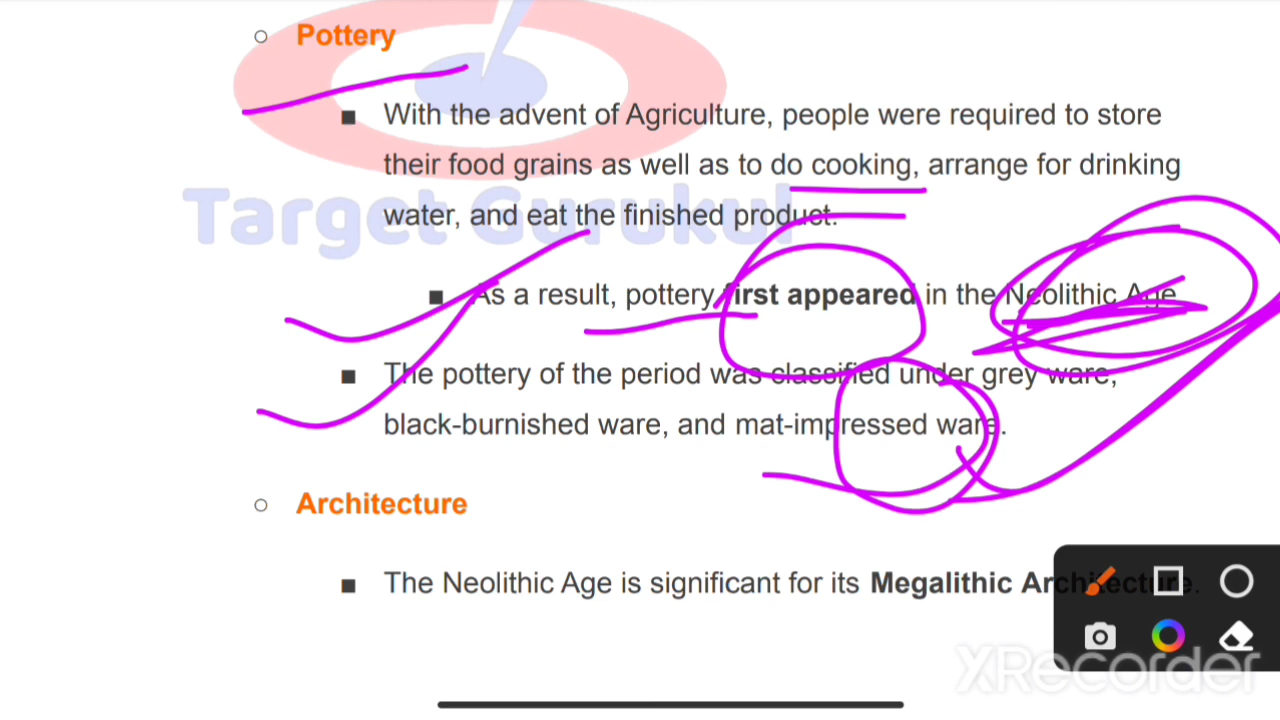 Pottery
With the advent of Agriculture, people were required to store
their food grains as well as to do cooking, arrange for drinking
water, and eat the finished product.
As a result, pottery first appeared in the Neolithic Age
The pottery of the period was classified under grey ware,
black-burnished ware, and mat-impressed ware.
Architecture
The Neolithic Age is significant for its Megalithic Architecture.
Target Gurukul
XRecorder